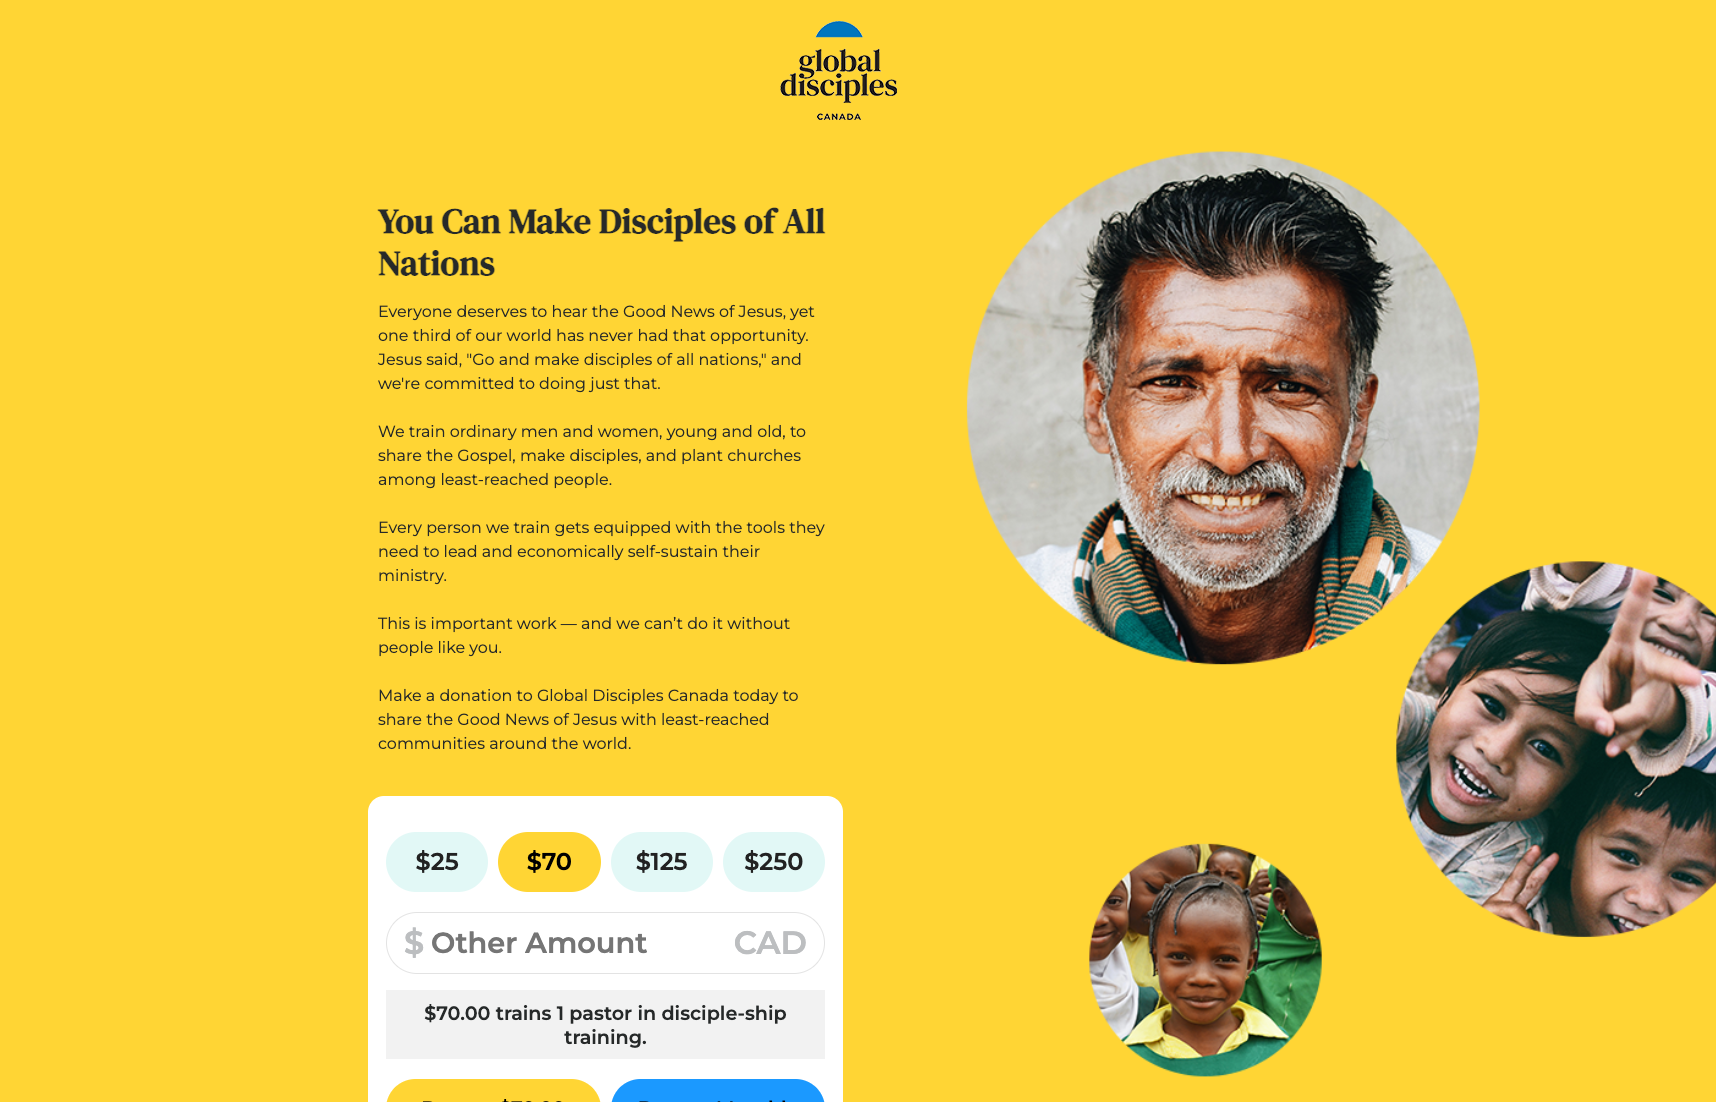 global
disciples
CANADA
You Can Make Disciples of All
Nations
Everyone deserves to hear the Good News of Jesus, yet
one third of our world has never had that opportunity.
Jesus said, "Go and make disciples of all nations," and
we're committed to doing just that.
We train ordinary men and women, young and old, to
share the Gospel, make disciples, and plant churches
among least-reached people.
Every person we train gets equipped with the tools they
need to lead and economically self-sustain their
ministry.
This is important work — and we can’t do it without
people like you.
Make a donation to Global Disciples Canada today to
share the Good News of Jesus with least-reached
communities around the world.
$25 $70 $125 $250
$ Other Amount CAD
$70.00 trains 1 pastor in disciple-ship
training.